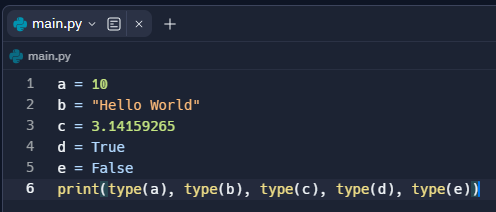 main.py
main.py
1 a = 10
2 b = "Hello World"
3 c = 3.14159265
4 d = True
5 e = False
6 print(type(a), type(b), type(c), type(d), type(e))